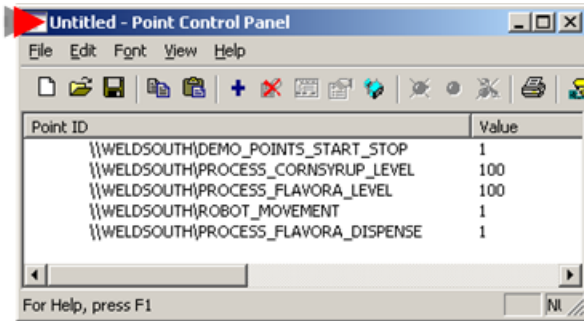 Untitled - Point Control Panel
File Edit Font View Help
Point ID Value
\\WELDSOUTH\DEMO_POINTS_START_STOP 1
\\WELDSOUTH\PROCESS_CORNSYRUP_LEVEL 100
\\WELDSOUTH\PROCESS_FLAVORA_LEVEL 100
\\WELDSOUTH\ROBOT_MOVEMENT 1
\\WELDSOUTH\PROCESS_FLAVORA_DISPENSE 1
For Help, press F1